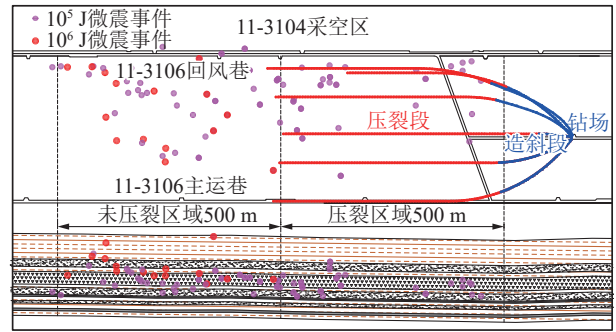 10⁵ J微震事件
10⁶ J微震事件
11-3104采空区
11-3106回风巷
压裂段
钻场
造斜段
11-3106主运巷
未压裂区域500 m
压裂区域500 m